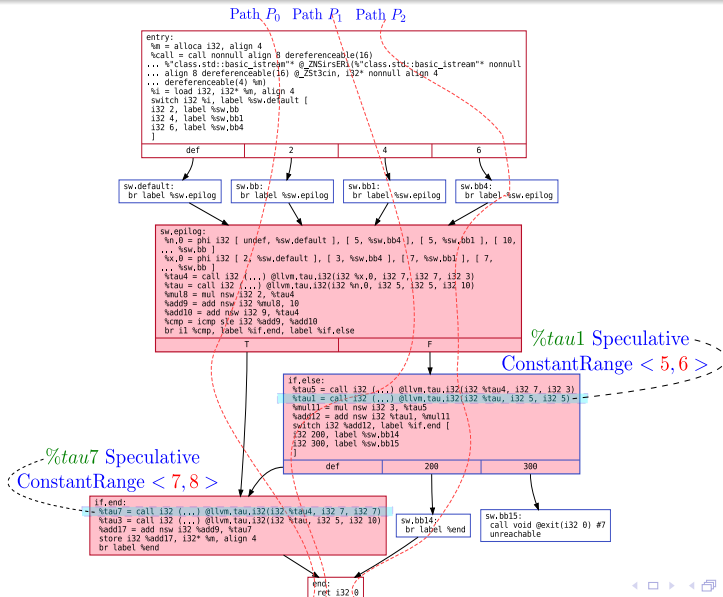 Path P0 Path P1 Path P2
entry:
%m = alloca i32, align 4
%call = call nonnull align 8 dereferenceable(16)
... %"class.std::basic_istream"* @_ZNSirsERi(%"class.std::basic_istream"* nonnull
... align 8 dereferenceable(16) @_ZSt3cin, i32* nonnull align 4
... dereferenceable(4) %m)
%i = load i32, i32* %m, align 4
switch i32 %i, label %sw.default [
i32 2, label %sw.bb
i32 4, label %sw.bb1
i32 6, label %sw.bb4
]
def 2 4 6
sw.default:
br label %sw.epilog
sw.bb:
br label %sw.epilog
sw.bb1:
br label %sw.epilog
sw.bb4:
br label %sw.epilog
sw.epilog:
%n.0 = phi i32 [ undef, %sw.default ], [ 5, %sw.bb4 ], [ 5, %sw.bb1 ], [ 10,
... %sw.bb ]
%x.0 = phi i32 [ 2, %sw.default ], [ 3, %sw.bb4 ], [ 7, %sw.bb1 ], [ 7,
... %sw.bb ]
%tau4 = call i32 (...) @llvm.tau.i32(i32 %x.0, i32 7, i32 7, i32 3)
%tau = call i32 (...) @llvm.tau.i32(i32 %n.0, i32 5, i32 5, i32 10)
%mul8 = mul nsw i32 2, %tau4
%add9 = add nsw i32 %mul8, 10
%add10 = add nsw i32 9, %tau4
%cmp = icmp sle i32 %add9, %add10
br i1 %cmp, label %if.end, label %if.else
T F
%tau1 Speculative
ConstantRange < 5, 6 >
if.else:
%tau5 = call i32 (...) @llvm.tau.i32(i32 %tau4, i32 7, i32 3)
%tau1 = call i32 (...) @llvm.tau.i32(i32 %tau, i32 5, i32 5)
%mul11 = mul nsw i32 3, %tau5
%add12 = add nsw i32 %tau1, %mul11
switch i32 %add12, label %if.end [
i32 200, label %sw.bb14
i32 300, label %sw.bb15
]
def 200 300
%tau7 Speculative
ConstantRange < 7, 8 >
if.end:
%tau7 = call i32 (...) @llvm.tau.i32(i32 %tau4, i32 7, i32 7)
%tau3 = call i32 (...) @llvm.tau.i32(i32 %tau, i32 5, i32 10)
%add17 = add nsw i32 %add9, %tau7
store i32 %add17, i32* %m, align 4
br label %end
sw.bb14:
br label %end
sw.bb15:
call void @exit(i32 0) #7
unreachable
end:
ret i32 0